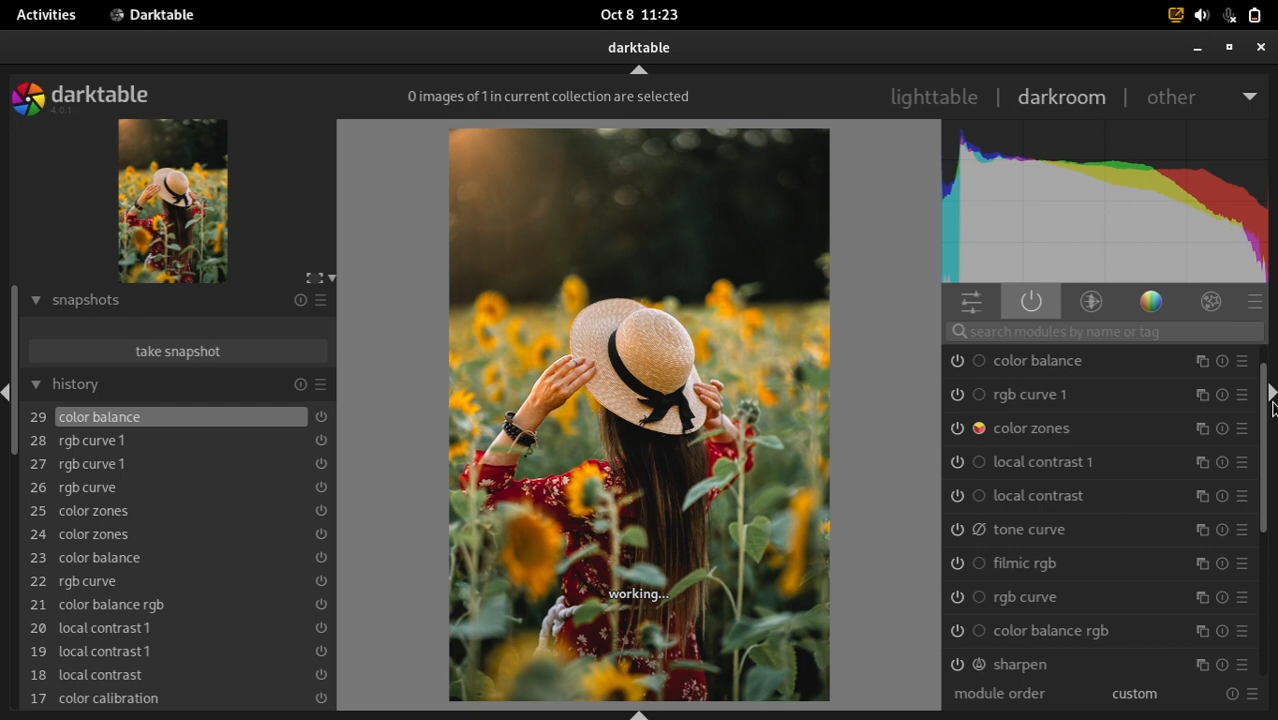 Activities Darktable Oct 8 11:23
darktable
darktable
4.0.1
0 images of 1 in current collection are selected
lighttable | darkroom | other
snapshots
take snapshot
history
29 color balance
28 rgb curve 1
27 rgb curve 1
26 rgb curve
25 color zones
24 color zones
23 color balance
22 rgb curve
21 color balance rgb
20 local contrast 1
19 local contrast 1
18 local contrast
17 color calibration
working...
search modules by name or tag
color balance
rgb curve 1
color zones
local contrast 1
local contrast
tone curve
filmic rgb
rgb curve
color balance rgb
sharpen
module order custom